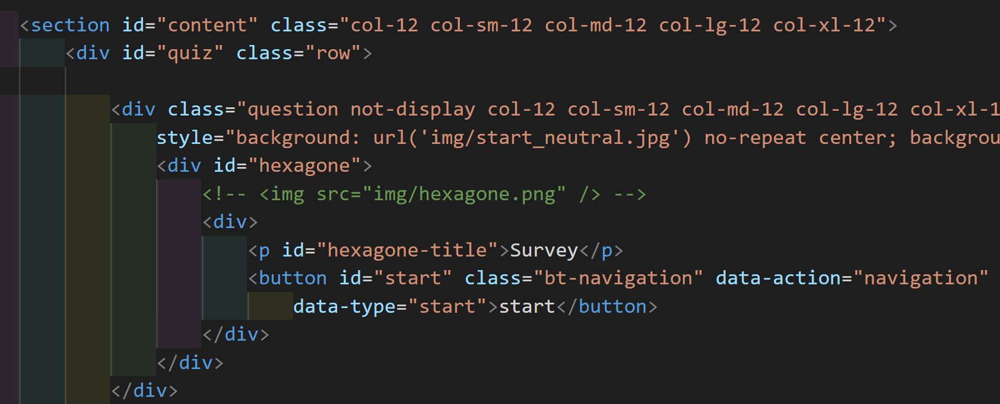 <section id="content" class="col-12 col-sm-12 col-md-12 col-lg-12 col-xl-12">
<div id="quiz" class="row">
<div class="question not-display col-12 col-sm-12 col-md-12 col-lg-12 col-xl-1
style="background: url('img/start_neutral.jpg') no-repeat center; backgrou
<div id="hexagone">
<!-- <img src="img/hexagone.png" /> -->
<div>
<p id="hexagone-title">Survey</p>
<button id="start" class="bt-navigation" data-action="navigation"
data-type="start">start</button>
</div>
</div>
</div>